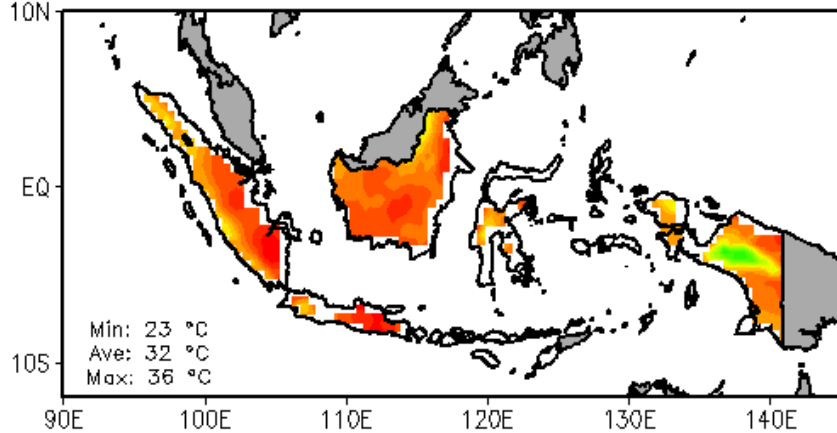 10N
EQ
10S
Min: 23 °C
Ave: 32 °C
Max: 36 °C
90E 100E 110E 120E 130E 140E